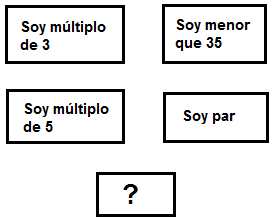 Soy múltiplo
de 3
Soy menor
que 35
Soy múltiplo
de 5
Soy par
?